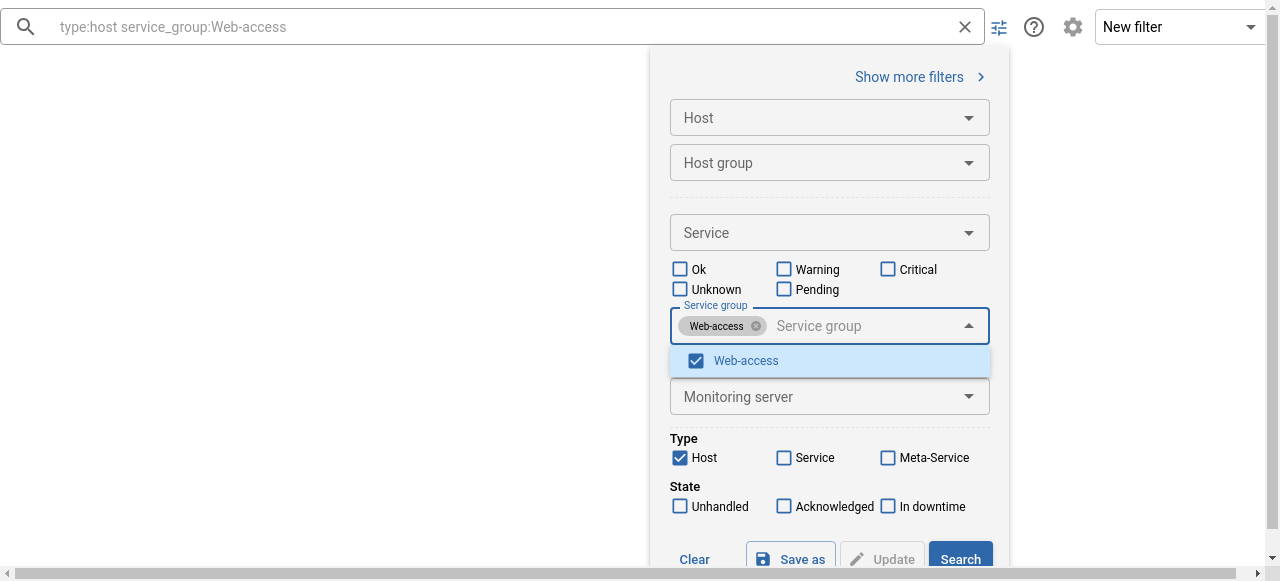 type:host service_group:Web-access
New filter
Show more filters
Host
Host group
Service
Ok Warning Critical
Unknown Pending
Service group
Web-access Service group
Web-access
Monitoring server
Type
Host Service Meta-Service
State
Unhandled Acknowledged In downtime
Clear Save as Update Search